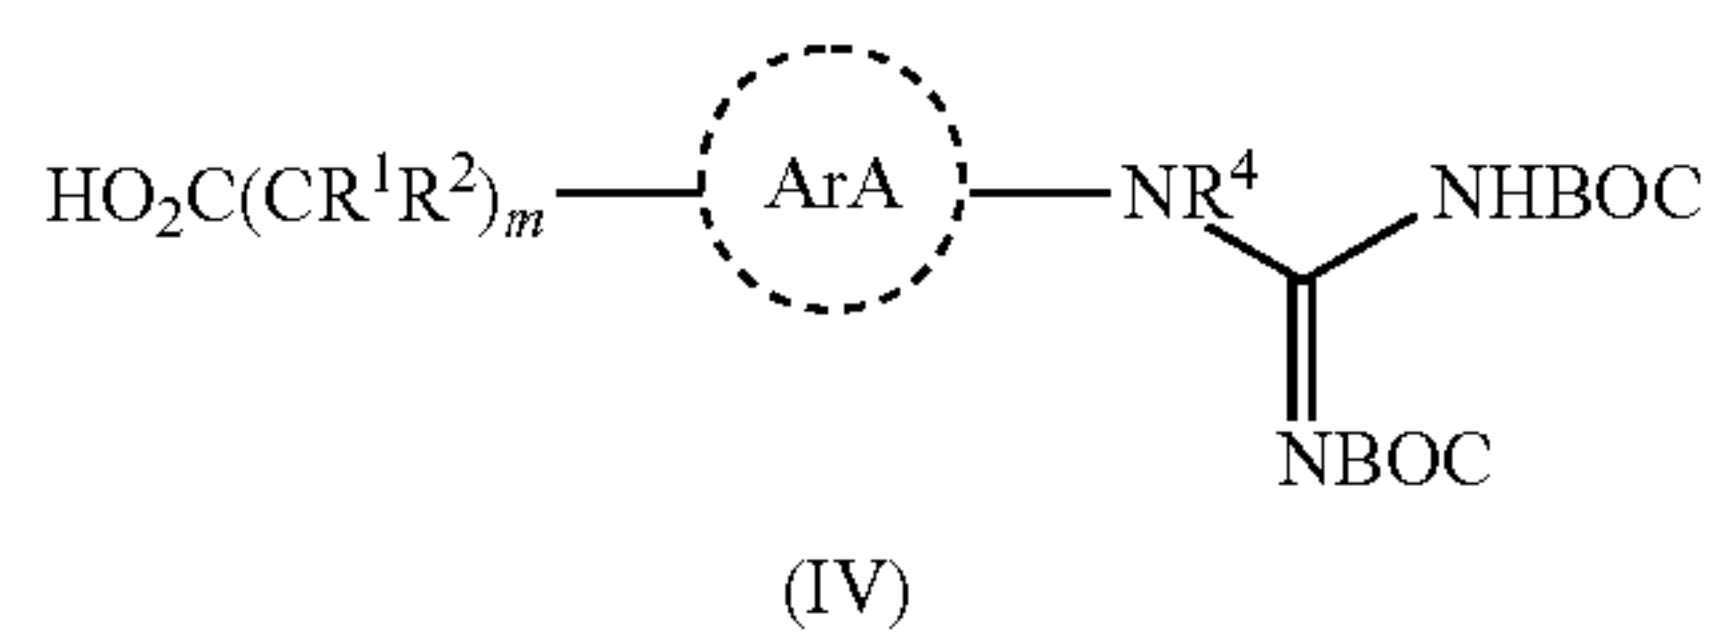 HO₂C(CR¹R²)ₘ ArA NR⁴ NHBOC
NBOC
(IV)